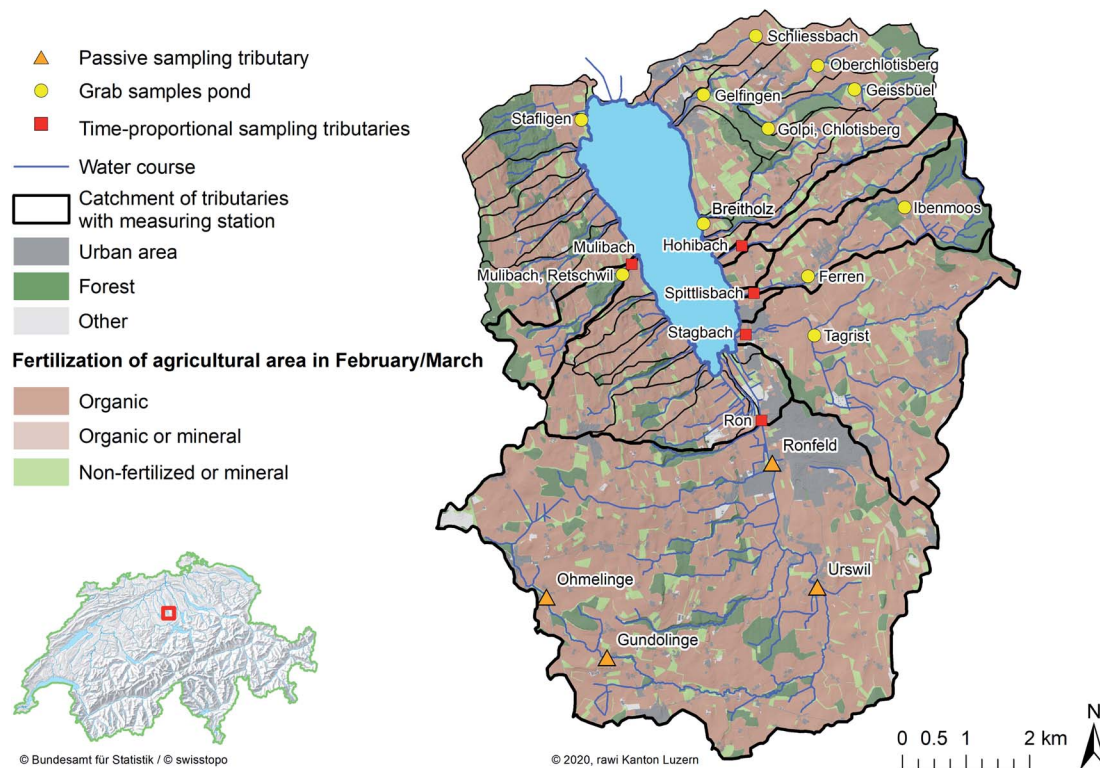 Passive sampling tributary
Grab samples pond
Time-proportional sampling tributaries
Water course
Catchment of tributaries
with measuring station
Urban area
Forest
Other
Fertilization of agricultural area in February/March
Organic
Organic or mineral
Non-fertilized or mineral
Schliessbach
Oberchlotisberg
Geissbüel
Gelfingen
Stafligen
Golpi, Chlotisberg
Breitholz
Ibenmoos
Hohibach
Mulibach
Mulibach, Retschwil
Ferren
Spittlisbach
Stagbach
Tagrist
Ron
Ronfeld
Urswil
Ohmelinge
Gundolinge
N
0 0.5 1 2 km
© Bundesamt für Statistik / © swisstopo
© 2020, rawi Kanton Luzern